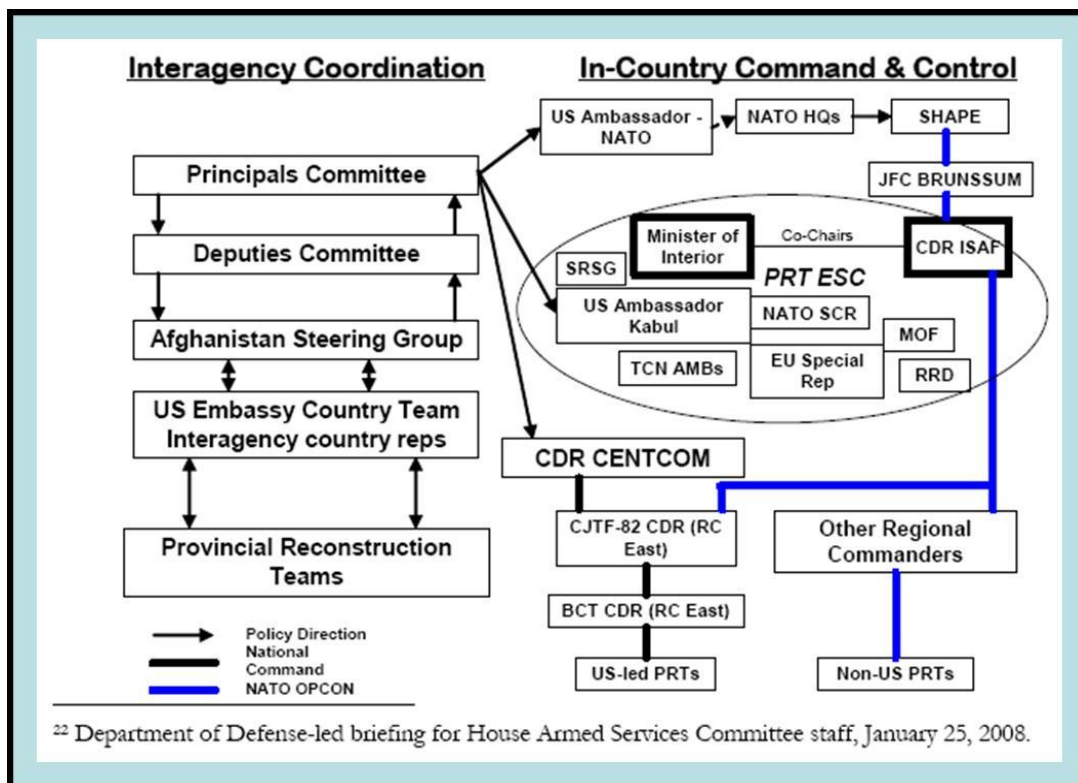 Interagency Coordination
In-Country Command & Control
US Ambassador -
NATO
NATO HQs
SHAPE
JFC BRUNSSUM
Principals Committee
Deputies Committee
Afghanistan Steering Group
US Embassy Country Team
Interagency country reps
Provincial Reconstruction
Teams
Minister of
Interior
Co-Chairs
CDR ISAF
SRSG
PRT ESC
US Ambassador
Kabul
NATO SCR
MOF
TCN AMBs
EU Special
Rep
RRD
CDR CENTCOM
CJTF-82 CDR (RC
East)
Other Regional
Commanders
BCT CDR (RC East)
US-led PRTs
Non-US PRTs
Policy Direction
National
Command
NATO OPCON
22 Department of Defense-led briefing for House Armed Services Committee staff, January 25, 2008.